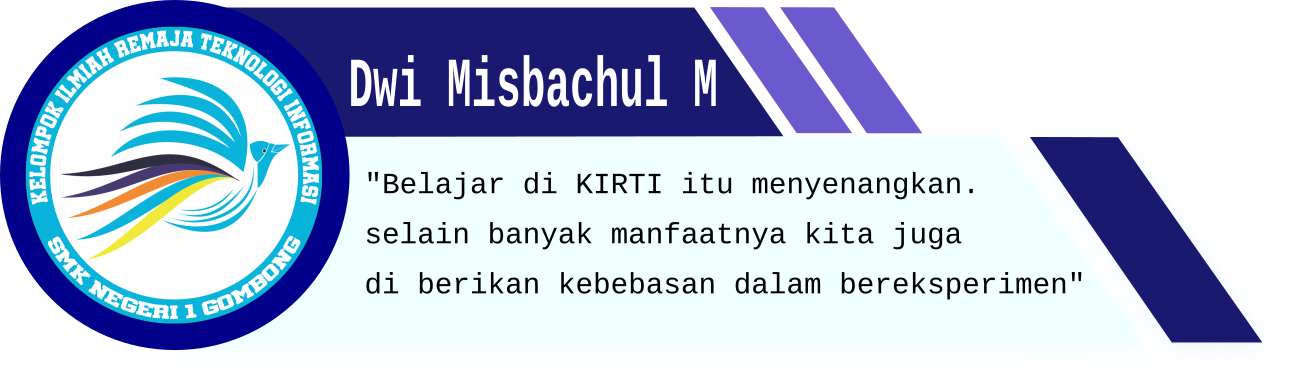 KELOMPOK ILMIAH REMAJA TEKNOLOGI INFORMASI
SMK NEGERI 1 GOMBONG
Dwi Misbachul M
"Belajar di KIRTI itu menyenangkan.
selain banyak manfaatnya kita juga
di berikan kebebasan dalam bereksperimen"